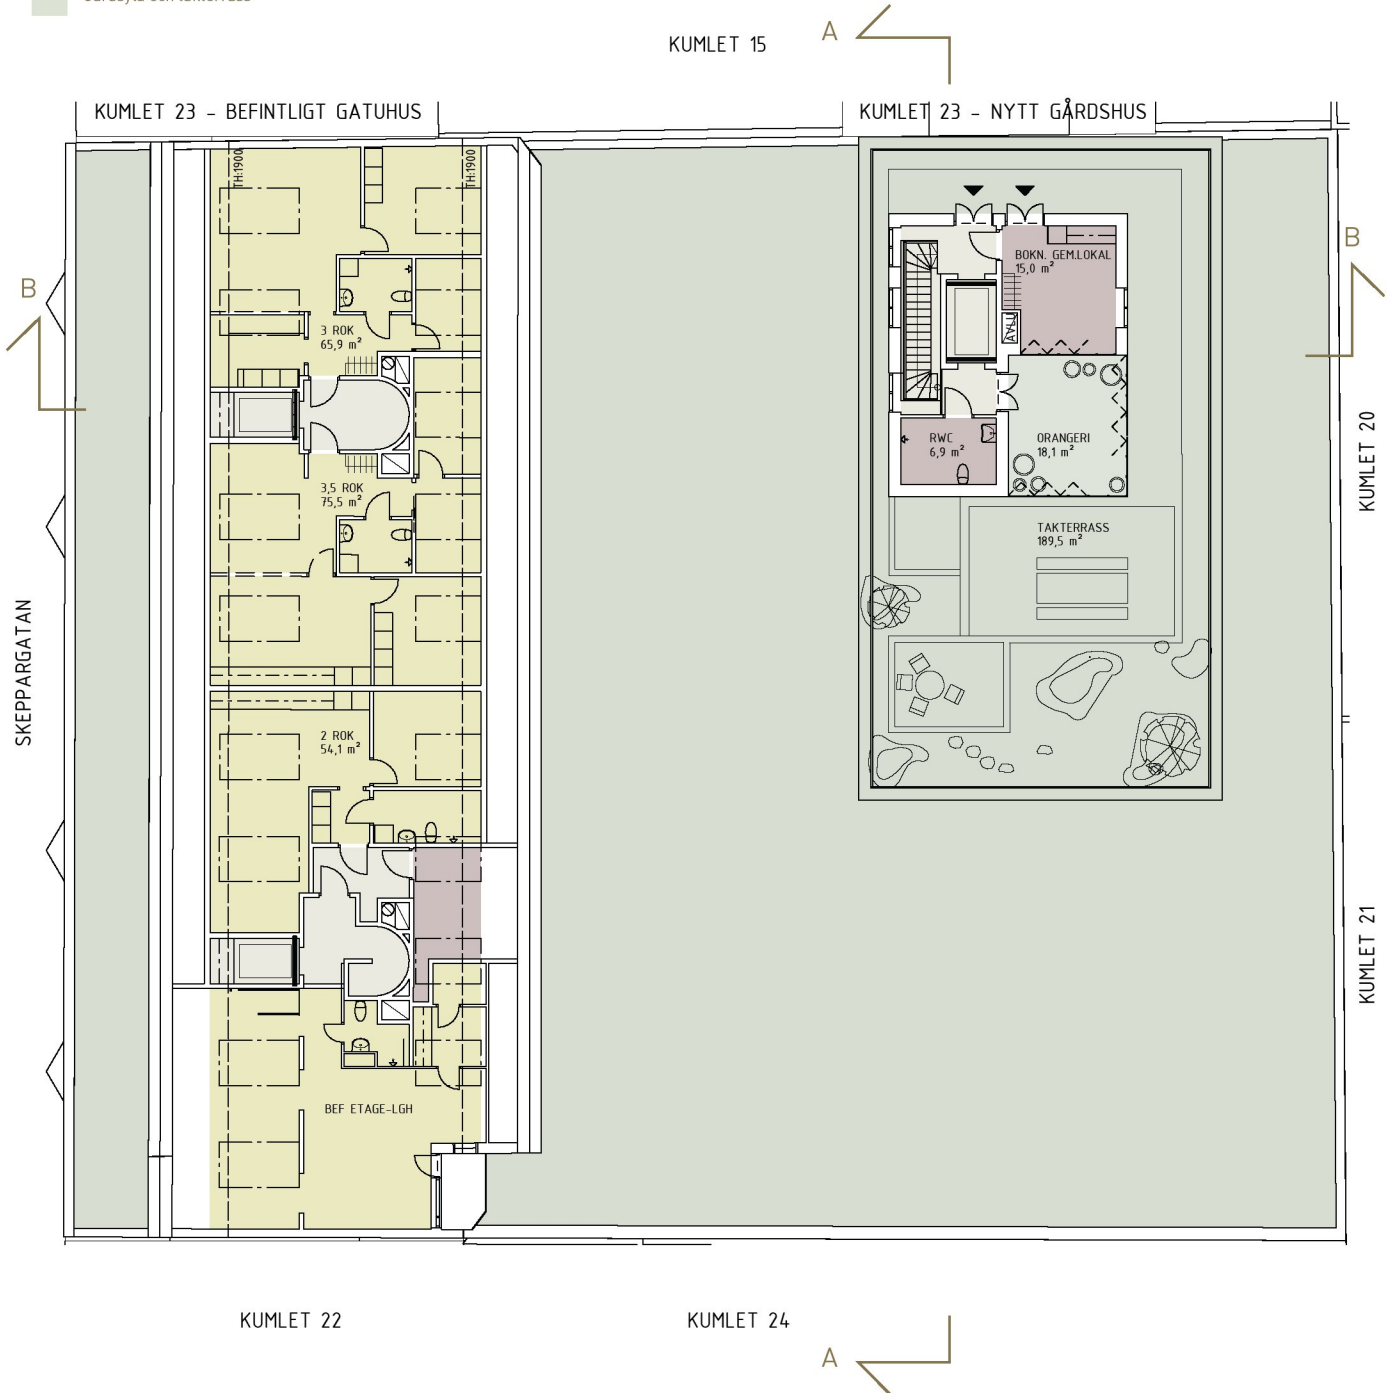 A
KUMLET 15
KUMLET 23 - BEFINTLIGT GATUHUS
KUMLET 23 - NYTT GÅRDSHUS
TH:1900
TH:1900
B
B
BOKN. GEM.LOKAL
15,0 m²
3 ROK
65,9 m²
RWC
6,9 m²
ORANGERI
18,1 m²
KUMLET 20
3,5 ROK
75,5 m²
TAKTERRASS
189,5 m²
SKEPPARGATAN
2 ROK
54,1 m²
KUMLET 21
BEF ETAGE-LGH
KUMLET 22
KUMLET 24
A